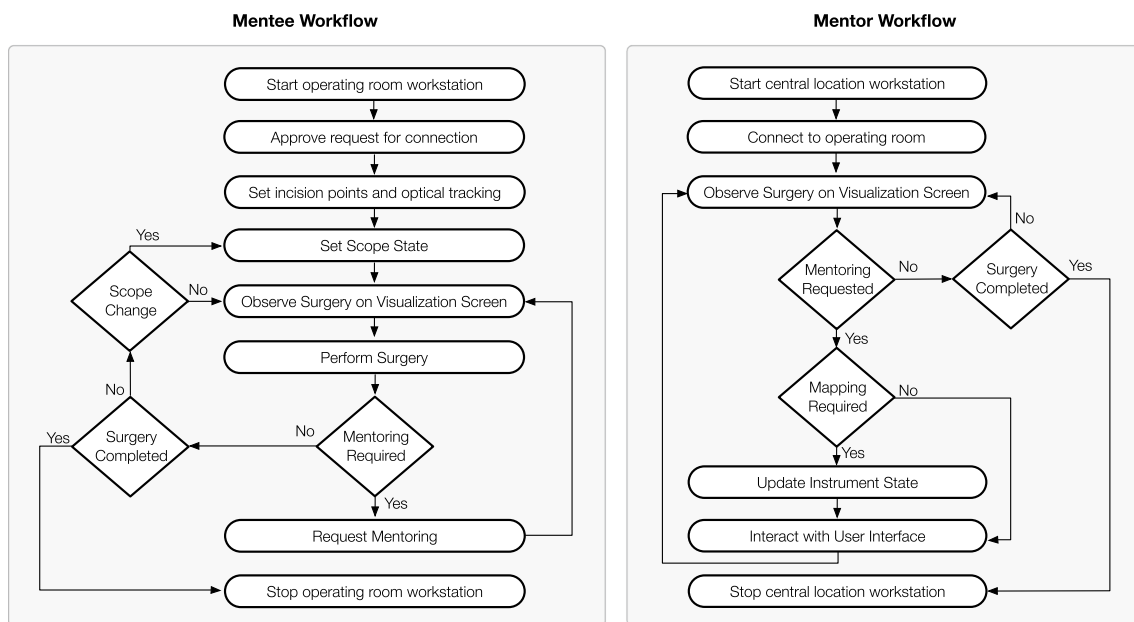 Mentee Workflow
Start operating room workstation
Approve request for connection
Set incision points and optical tracking
Yes
Set Scope State
Scope
Change
No
Observe Surgery on Visualization Screen
Perform Surgery
No
Yes
Surgery
Completed
No
Mentoring
Required
Yes
Request Mentoring
Stop operating room workstation
Mentor Workflow
Start central location workstation
Connect to operating room
Observe Surgery on Visualization Screen
No
Mentoring
Requested
No
Surgery
Completed
Yes
Yes
Mapping
Required
No
Yes
Update Instrument State
Interact with User Interface
Stop central location workstation